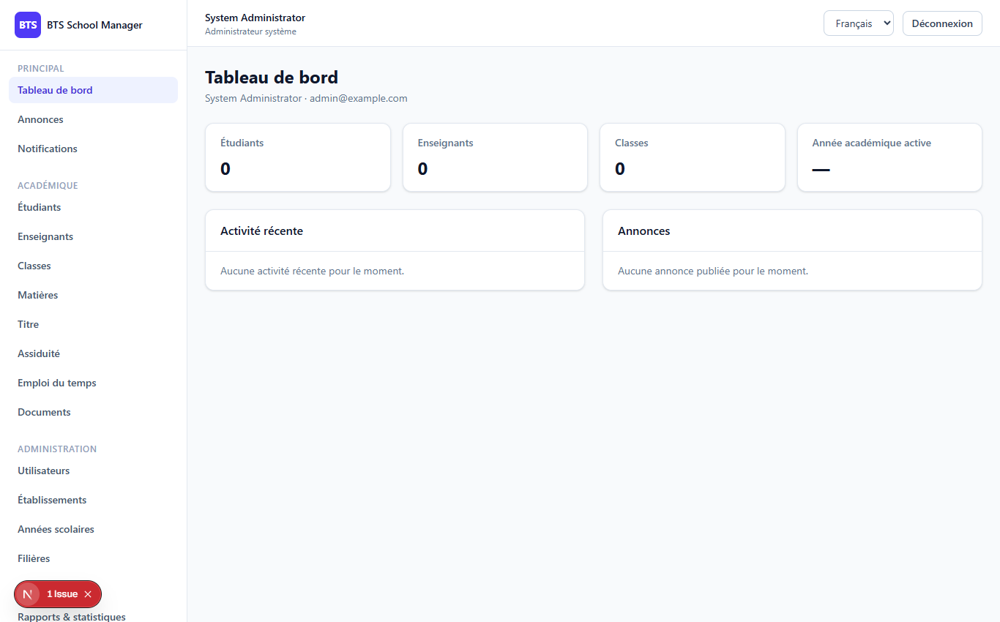 BTS BTS School Manager
System Administrator
Administrateur système
Français
Déconnexion
PRINCIPAL
Tableau de bord
Annonces
Notifications
ACADÉMIQUE
Étudiants
Enseignants
Classes
Matières
Titre
Assiduité
Emploi du temps
Documents
ADMINISTRATION
Utilisateurs
Établissements
Années scolaires
Filières
N 1 Issue
Rapports & statistiques
Tableau de bord
System Administrator · admin@example.com
Étudiants
0
Enseignants
0
Classes
0
Année académique active
—
Activité récente
Aucune activité récente pour le moment.
Annonces
Aucune annonce publiée pour le moment.